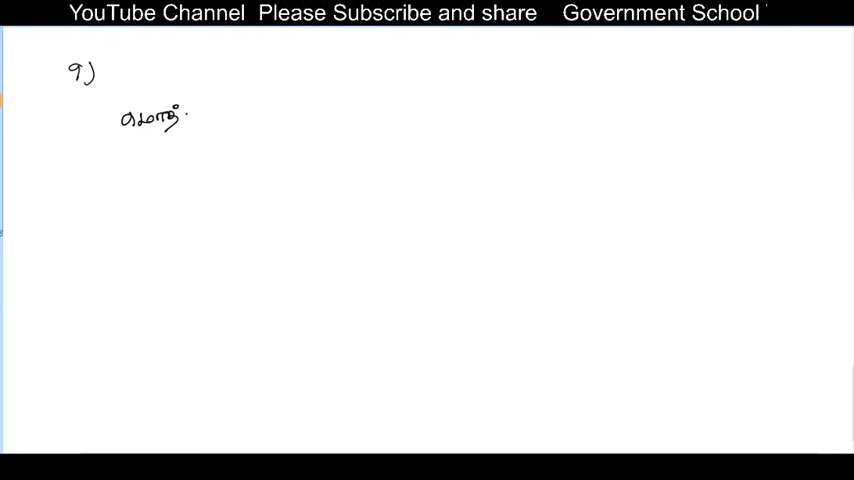 YouTube Channel  Please Subscribe and share    Government School
9)
மொத்.